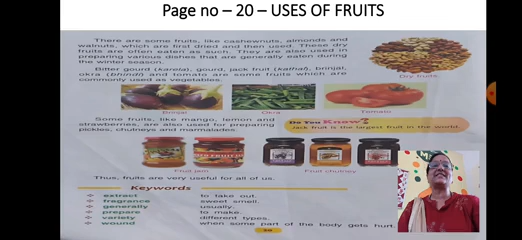 Page no – 20 – USES OF FRUITS
There are some fruits, like cashewnuts, almonds and
walnuts, which are first dried and then used. These dry
fruits are often eaten as such. They are also used in
preparing various dishes that are generally eaten during
the winter season.
Dry fruits
Bitter gourd (karela), gourd, jack fruit (kathal), brinjal,
okra (bhindi) and tomato are some fruits which are
commonly used as vegetables.
Brinjal
Okra
Tomato
Some fruits, like mango, lemon and
strawberries, are also used for preparing
pickles, chutneys and marmalades
Do You Know?
Jack fruit is the largest fruit in the world.
Fruit jam
Fruit chutney
Thus, fruits are very useful for all of us.
Keywords
extract to take out.
fragrance sweet smell.
generally usually.
prepare to make.
variety different types.
wound when some part of the body gets hurt.
20